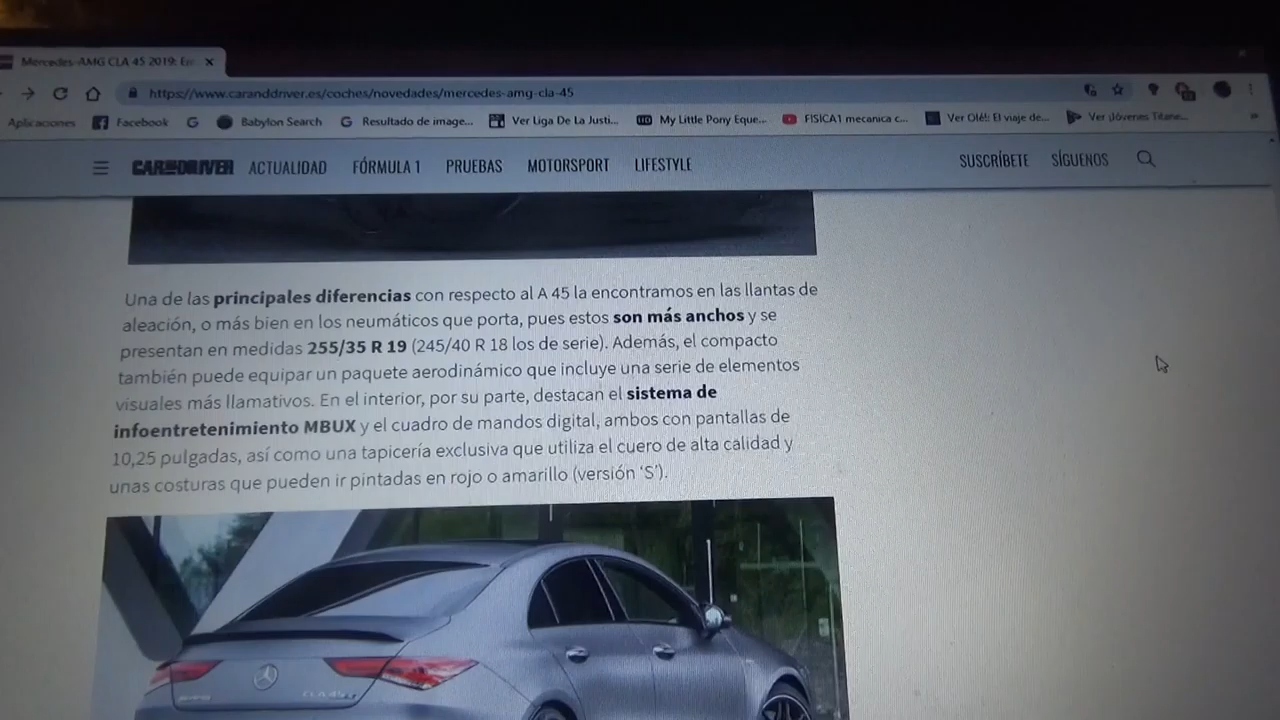 Mercedes-AMG CLA 45 2019:
https://www.caranddriver.es/coches/novedades/mercedes-amg-cla-45
Aplicaciones Facebook Babylon Search Resultado de image... Ver Liga De La Justi... My Little Pony Eque... FISICA1 mecanica c... Ver Olé!: El viaje de... Ver Jóvenes Titane...
CAR AND DRIVER ACTUALIDAD FÓRMULA 1 PRUEBAS MOTORSPORT LIFESTYLE SUSCRÍBETE SÍGUENOS
Una de las principales diferencias con respecto al A 45 la encontramos en las llantas de
aleación, o más bien en los neumáticos que porta, pues estos son más anchos y se
presentan en medidas 255/35 R 19 (245/40 R 18 los de serie). Además, el compacto
también puede equipar un paquete aerodinámico que incluye una serie de elementos
visuales más llamativos. En el interior, por su parte, destacan el sistema de
infoentretenimiento MBUX y el cuadro de mandos digital, ambos con pantallas de
10,25 pulgadas, así como una tapicería exclusiva que utiliza el cuero de alta calidad y
unas costuras que pueden ir pintadas en rojo o amarillo (versión 'S').
AMG CLA 45 S